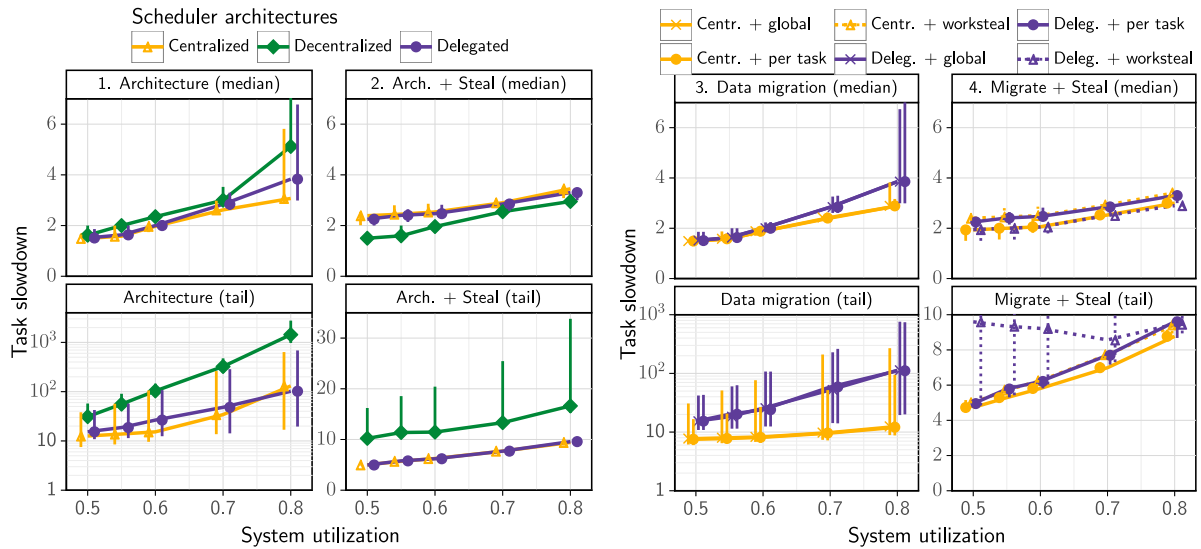 Scheduler architectures
Centralized Decentralized Delegated
1. Architecture (median) 2. Arch. + Steal (median)
6
4
2
0
Architecture (tail) Arch. + Steal (tail)
10³
10²
10
1
30
20
10
0
Task slowdown
0.5 0.6 0.7 0.8 0.5 0.6 0.7 0.8
System utilization
Centr. + global Centr. + worksteal Deleg. + per task
Centr. + per task Deleg. + global Deleg. + worksteal
3. Data migration (median) 4. Migrate + Steal (median)
6
4
2
0
6
4
2
0
Data migration (tail) Migrate + Steal (tail)
10³
10²
10
1
10
8
6
4
2
0
Task slowdown
0.5 0.6 0.7 0.8 0.5 0.6 0.7 0.8
System utilization